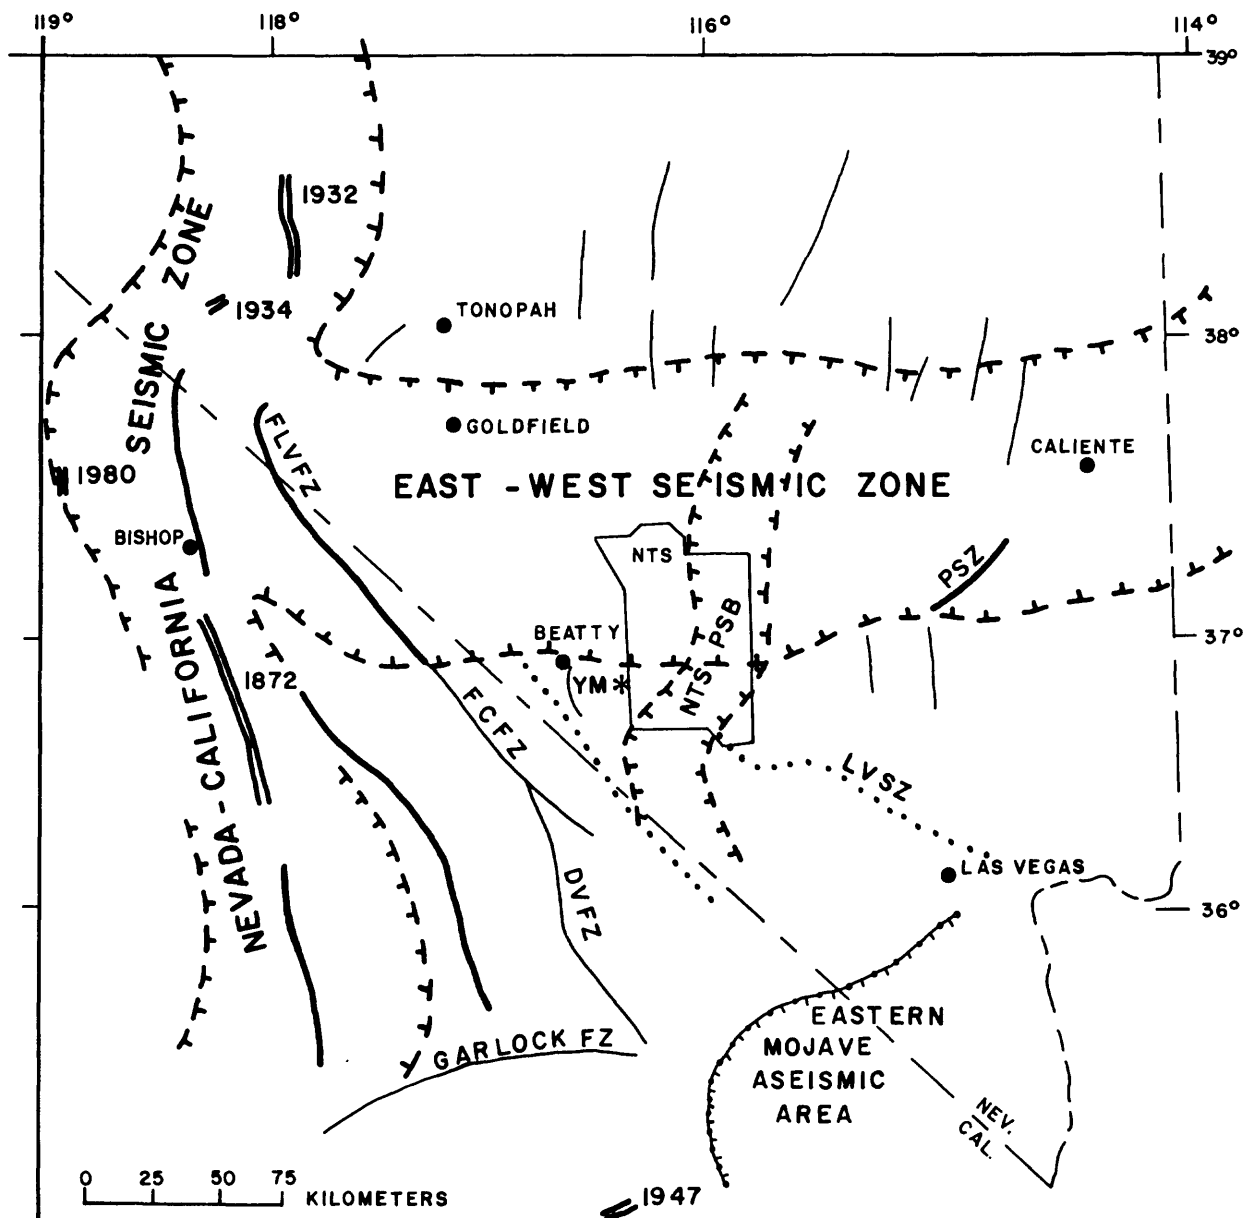 119° 118° 116° 114°
39°
1932
ZONE
1934
TONOPAH
38°
SEISMIC
FLVFZ
GOLDFIELD
CALIENTE
1980
EAST-WEST SEISMIC ZONE
BISHOP
NTS
PSZ
NEVADA-CALIFORNIA
BEATTY
NTS PSB
37°
1872
YM*
FCFZ
LVSZ
LAS VEGAS
DVFZ
36°
EASTERN
MOJAVE
ASEISMIC
AREA
GARLOCK FZ
NEV.
CAL.
0 25 50 75
KILOMETERS
1947